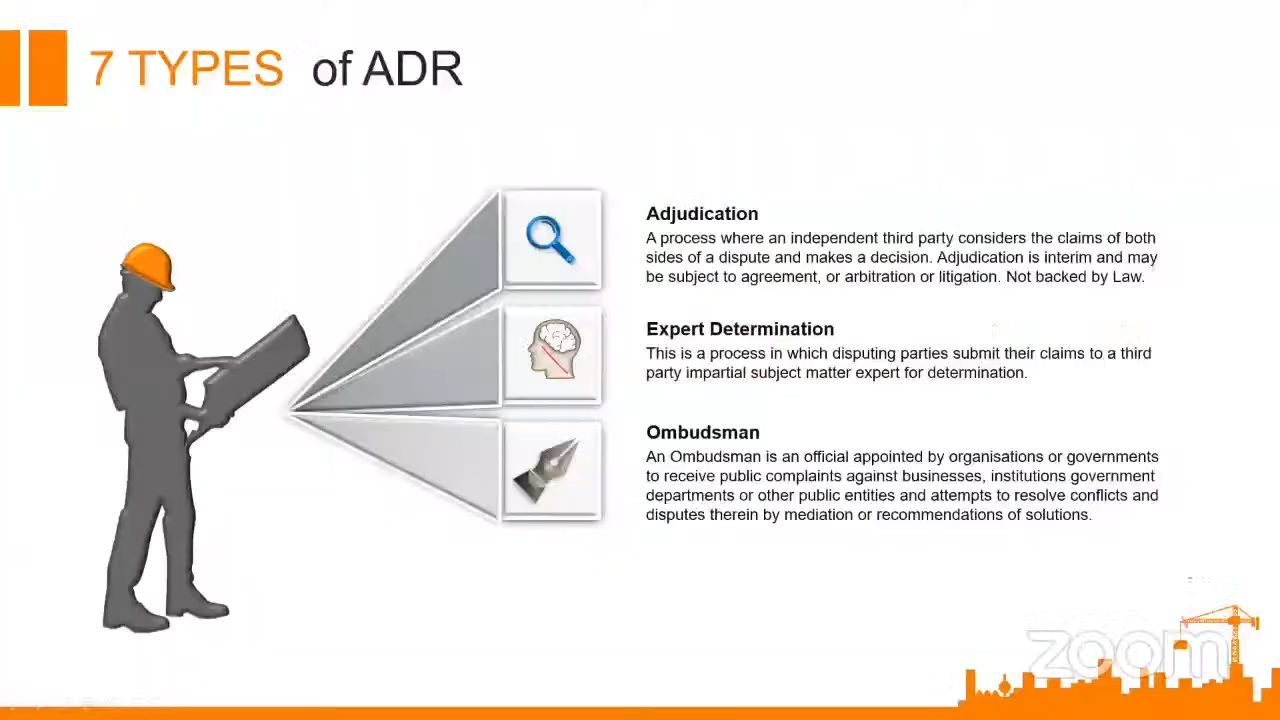 7 TYPES of ADR
Adjudication
A process where an independent third party considers the claims of both
sides of a dispute and makes a decision. Adjudication is interim and may
be subject to agreement, or arbitration or litigation. Not backed by Law.
Expert Determination
This is a process in which disputing parties submit their claims to a third
party impartial subject matter expert for determination.
Ombudsman
An Ombudsman is an official appointed by organisations or governments
to receive public complaints against businesses, institutions government
departments or other public entities and attempts to resolve conflicts and
disputes therein by mediation or recommendations of solutions.
zoom